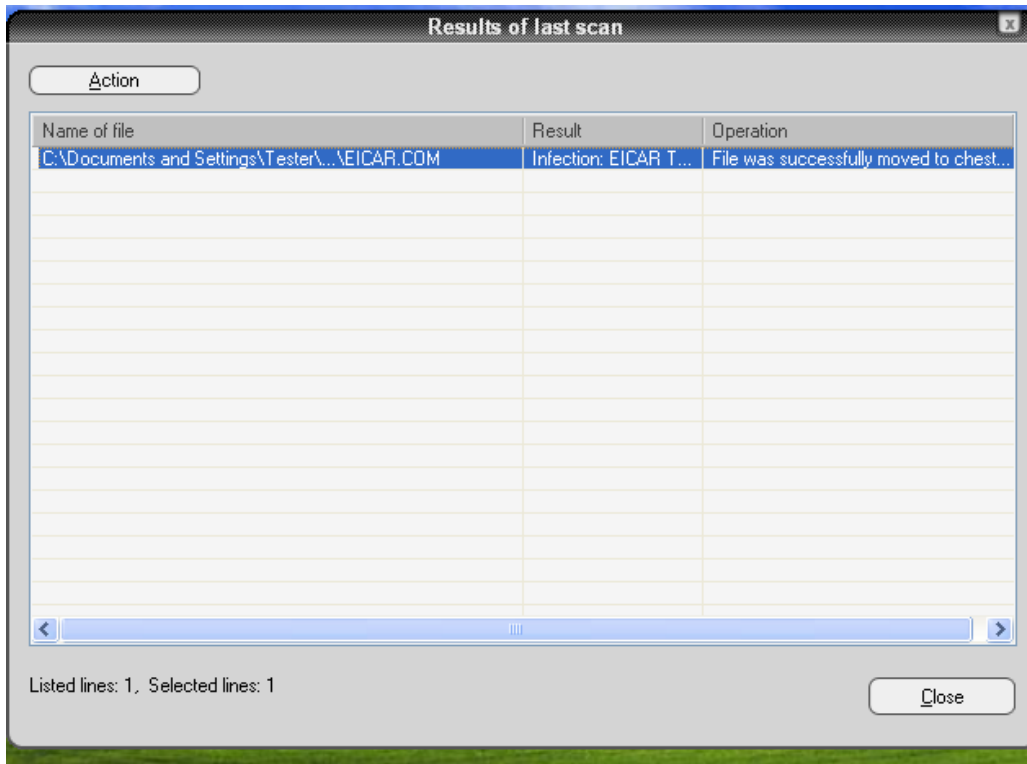 Results of last scan
x
Action
Name of file Result Operation
C:\Documents and Settings\Tester\...\EICAR.COM Infection: EICAR T... File was successfully moved to chest...
Listed lines: 1, Selected lines: 1
Close